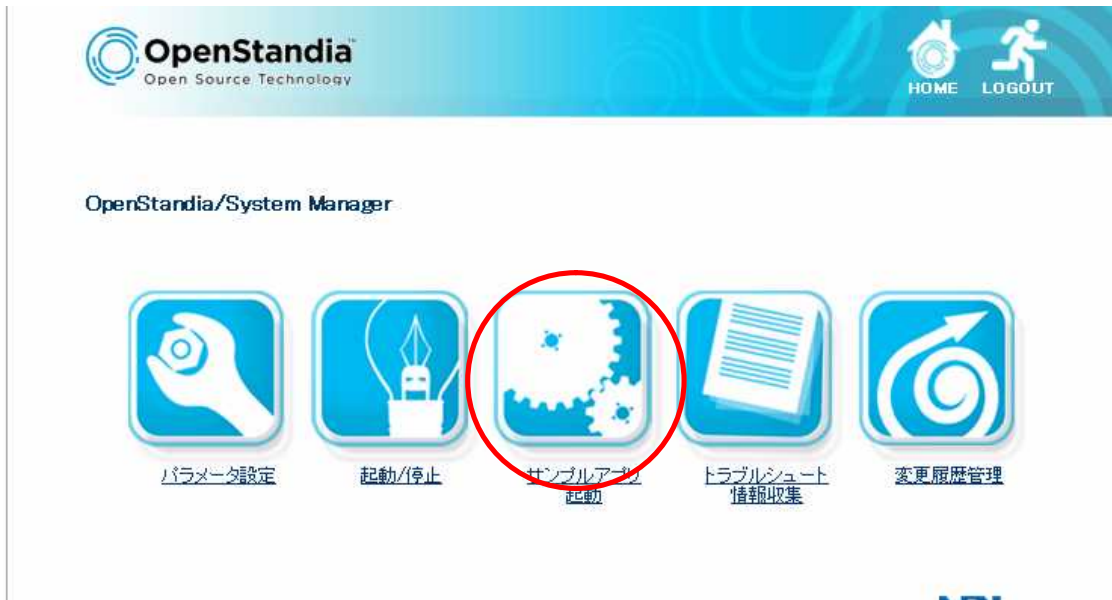 OpenStandia™
Open Source Technology
HOME LOGOUT
OpenStandia/System Manager
パラメータ設定
起動/停止
サンプルアプリ
起動
トラブルシュート
情報収集
変更履歴管理